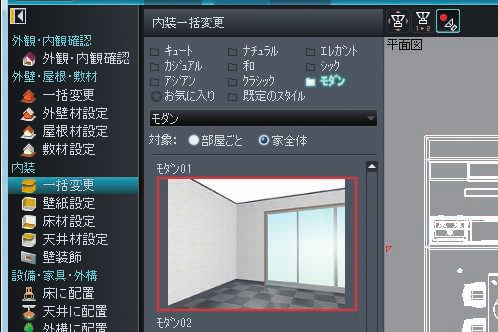 外観・内観確認
外観・内観確認
外壁・屋根・敷材
一括変更
外壁材設定
屋根材設定
敷材設定
内装
一括変更
壁紙設定
床材設定
天井材設定
壁装飾
設備・家具・外構
床に配置
天井に配置
外構に配置
内装一括変更
キュート ナチュラル エレガント
カジュアル 和 シック
アジアン クラシック モダン
お気に入り 既定のスタイル
モダン
対象: 部屋ごと 家全体
モダン01
モダン02
1▸2
平面図